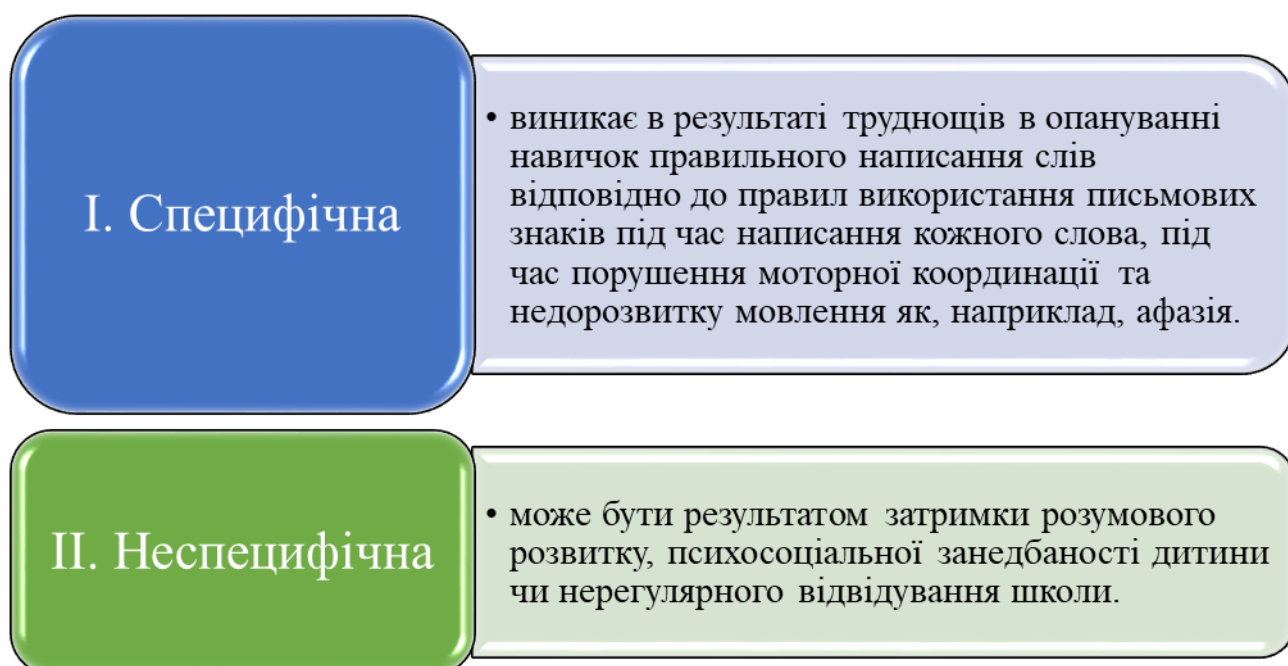 І. Специфічна
• виникає в результаті труднощів в опануванні
навичок правильного написання слів
відповідно до правил використання письмових
знаків під час написання кожного слова, під
час порушення моторної координації та
недорозвитку мовлення як, наприклад, афазія.
ІІ. Неспецифічна
• може бути результатом затримки розумового
розвитку, психосоціальної занедбаності дитини
чи нерегулярного відвідування школи.